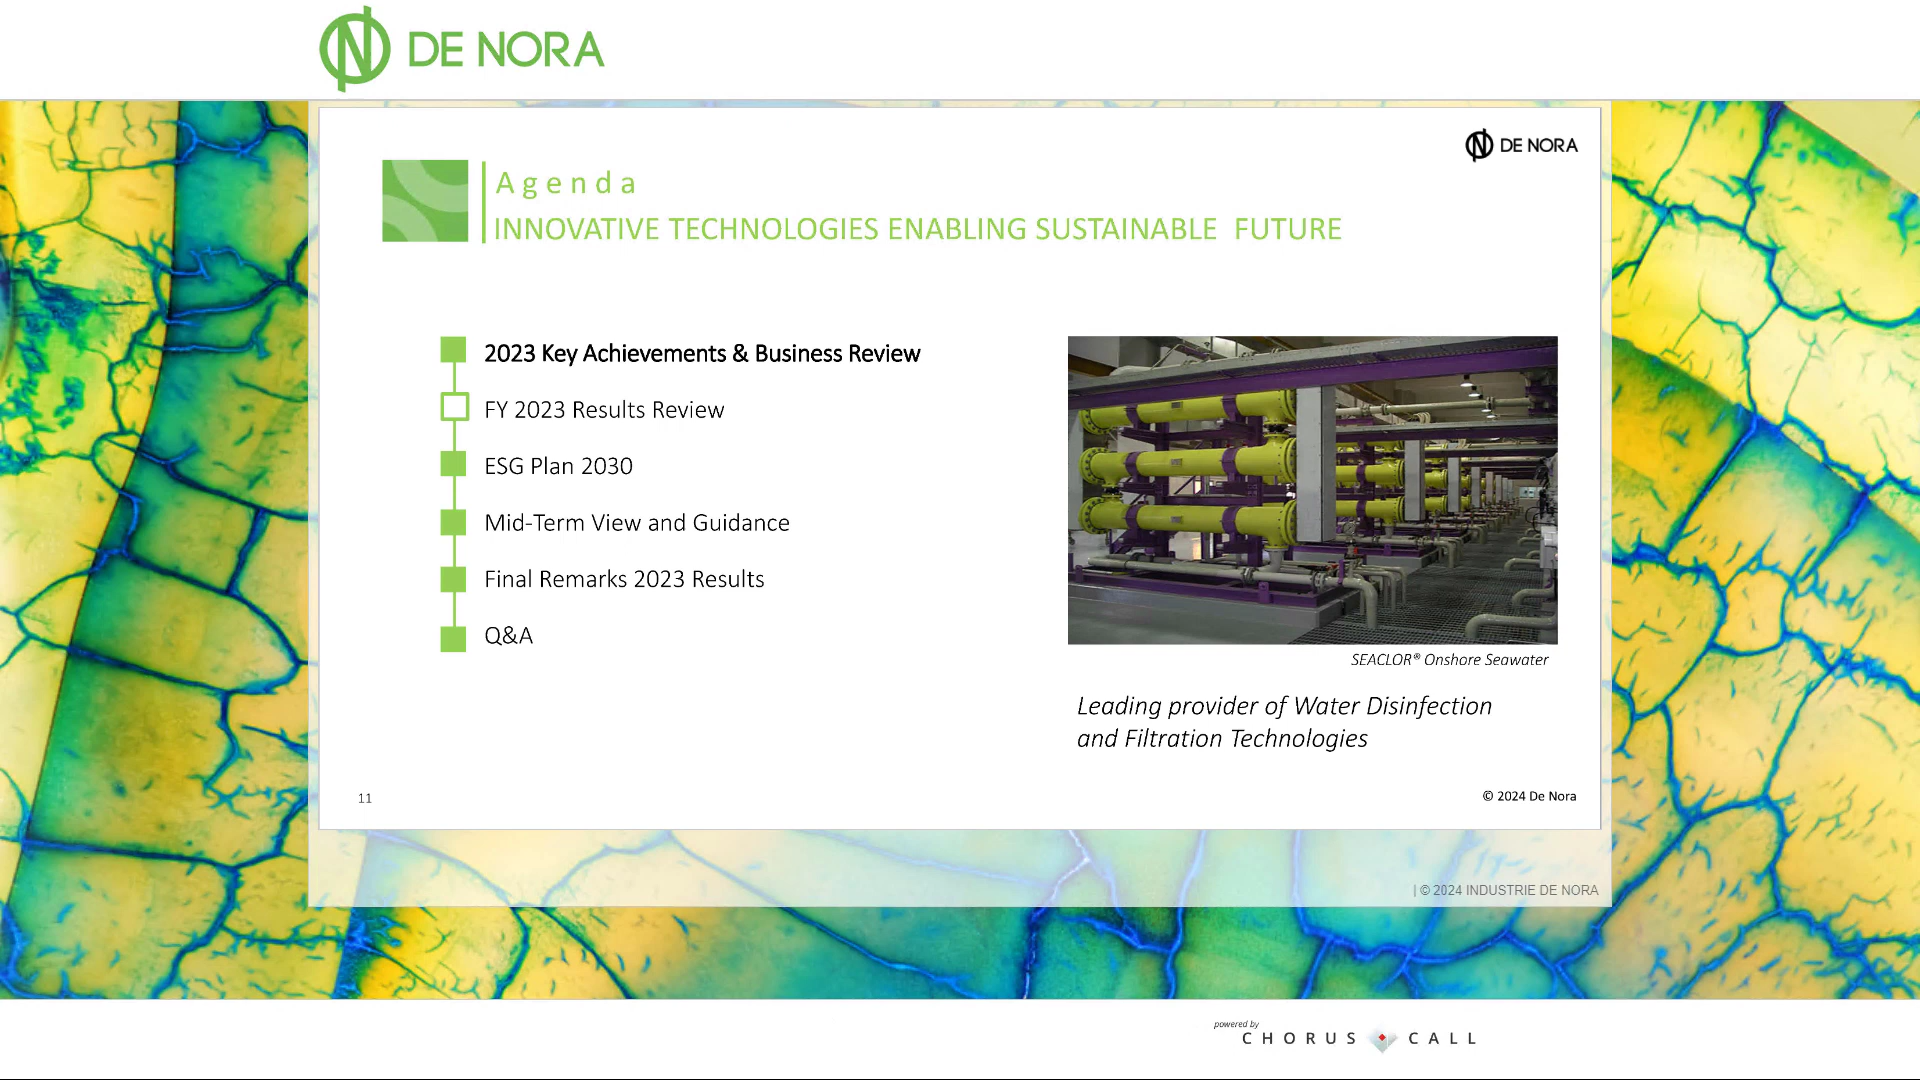 DE NORA
DE NORA
Agenda
INNOVATIVE TECHNOLOGIES ENABLING SUSTAINABLE FUTURE
2023 Key Achievements & Business Review
FY 2023 Results Review
ESG Plan 2030
Mid-Term View and Guidance
Final Remarks 2023 Results
Q&A
SEACLOR® Onshore Seawater
Leading provider of Water Disinfection
and Filtration Technologies
11
© 2024 De Nora
| © 2024 INDUSTRIE DE NORA
powered by
CHORUS CALL